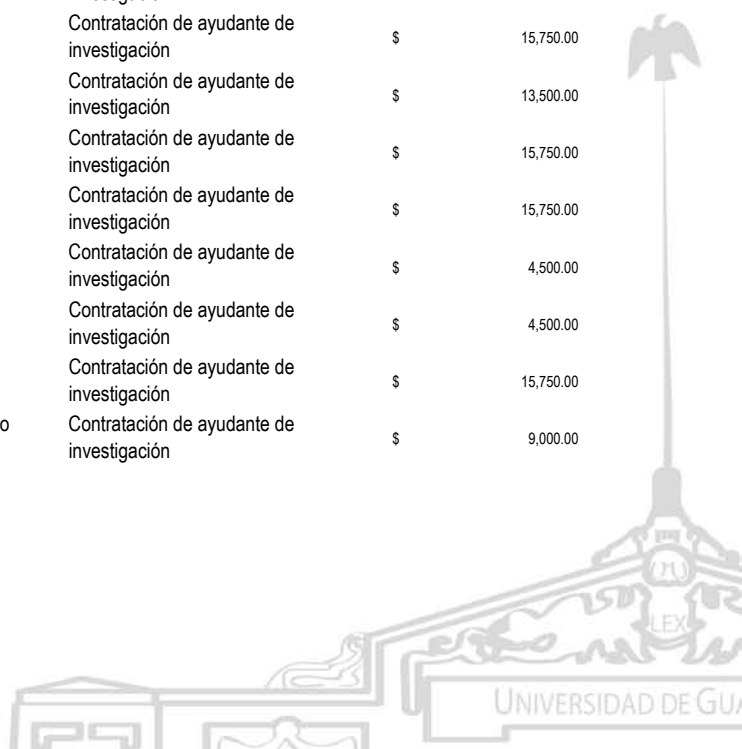 Contratación de ayudante de
investigación $ 15,750.00
Contratación de ayudante de
investigación $ 13,500.00
Contratación de ayudante de
investigación $ 15,750.00
Contratación de ayudante de
investigación $ 15,750.00
Contratación de ayudante de
investigación $ 4,500.00
Contratación de ayudante de
investigación $ 4,500.00
Contratación de ayudante de
investigación $ 15,750.00
o Contratación de ayudante de
investigación $ 9,000.00
LEX
UNIVERSIDAD DE GUA